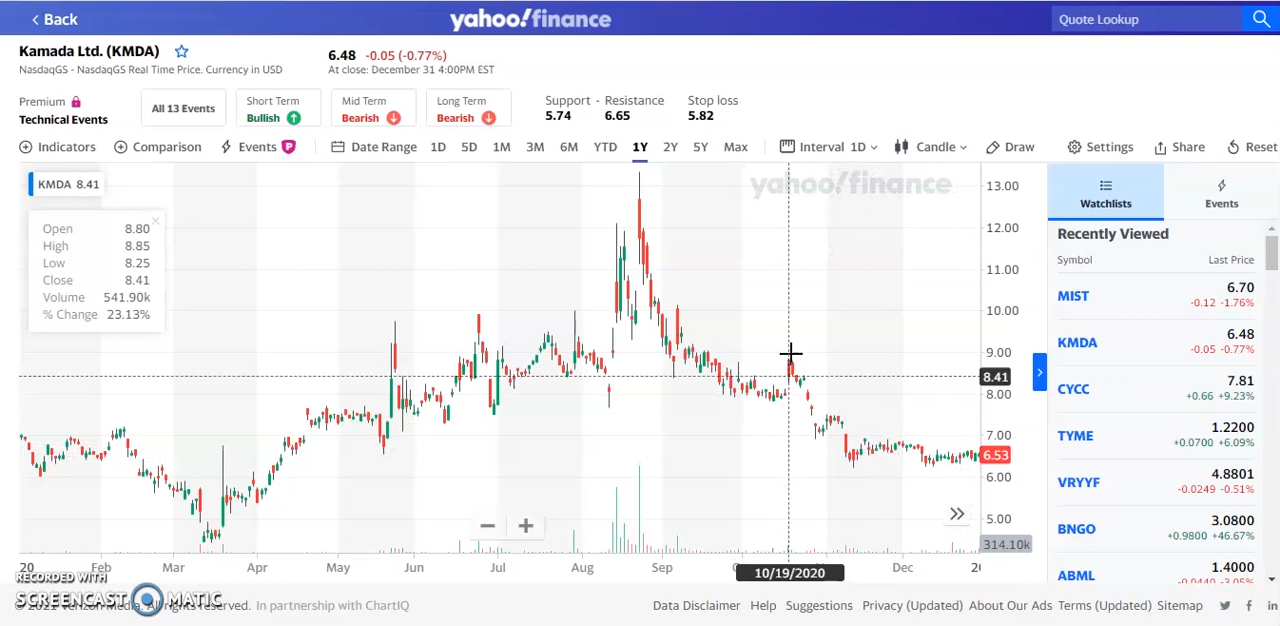 Back
yahoo!finance
Quote Lookup
Kamada Ltd. (KMDA)
NasdaqGS - NasdaqGS Real Time Price. Currency in USD
6.48 -0.05 (-0.77%)
At close: December 31 4:00PM EST
Premium
Technical Events
All 13 Events
Short Term
Bullish
Mid Term
Bearish
Long Term
Bearish
Support - Resistance
5.74 6.65
Stop loss
5.82
Indicators Comparison Events P Date Range 1D 5D 1M 3M 6M YTD 1Y 2Y 5Y Max Interval 1D Candle Draw Settings Share Reset
KMDA 8.41
Open 8.80
High 8.85
Low 8.25
Close 8.41
Volume 541.90k
% Change 23.13%
yahoo!finance
13.00
12.00
11.00
10.00
9.00
8.41
8.00
7.00
6.53
6.00
5.00
314.10k
20 Feb Mar Apr May Jun Jul Aug Sep 10/19/2020 Dec
Watchlists
Events
Recently Viewed
Symbol Last Price
MIST 6.70
-0.12 -1.76%
KMDA 6.48
-0.05 -0.77%
CYCC 7.81
+0.66 +9.23%
TYME 1.2200
+0.0700 +6.09%
VRYYF 4.8801
-0.0249 -0.51%
BNGO 3.0800
+0.9800 +46.67%
ABML 1.4000
-0.0440 -3.05%
RECORDED WITH
SCREENCAST MATIC
Media. All rights reserved. In partnership with ChartIQ
Data Disclaimer Help Suggestions Privacy (Updated) About Our Ads Terms (Updated) Sitemap